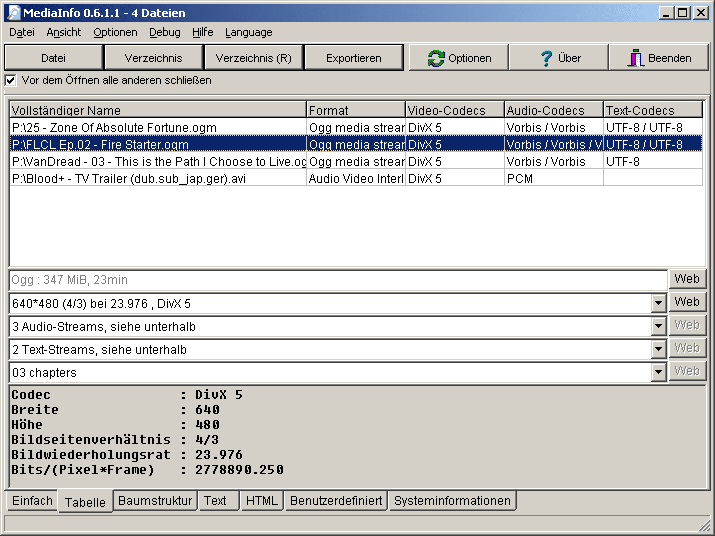 MediaInfo 0.6.1.1 - 4 Dateien
Datei Ansicht Optionen Debug Hilfe Language
Datei Verzeichnis Verzeichnis (R) Exportieren Optionen ? Über Beenden
Vor dem Öffnen alle anderen schließen
Vollständiger Name Format Video-Codecs Audio-Codecs Text-Codecs
P:\25 - Zone Of Absolute Fortune.ogm Ogg media strear DivX 5 Vorbis / Vorbis UTF-8 / UTF-8
P:\FLCL Ep.02 - Fire Starter.ogm Ogg media strear DivX 5 Vorbis / Vorbis / V UTF-8 / UTF-8
P:\VanDread - 03 - This is the Path I Choose to Live.og Ogg media strear DivX 5 Vorbis / Vorbis UTF-8
P:\Blood+ - TV Trailer (dub.sub_jap.ger).avi Audio Video Interl DivX 5 PCM
Ogg : 347 MiB, 23min Web
640*480 (4/3) bei 23.976 , DivX 5 Web
3 Audio-Streams, siehe unterhalb Web
2 Text-Streams, siehe unterhalb Web
03 chapters Web
Codec : DivX 5
Breite : 640
Höhe : 480
Bildseitenverhältnis : 4/3
Bildwiederholungsrat : 23.976
Bits/(Pixel*Frame) : 2778890.250
Einfach Tabelle Baumstruktur Text HTML Benutzerdefiniert Systeminformationen